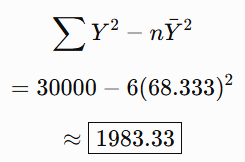 ∑ Y² − nȲ²
= 30000 − 6(68.333)²
≈ 1983.33